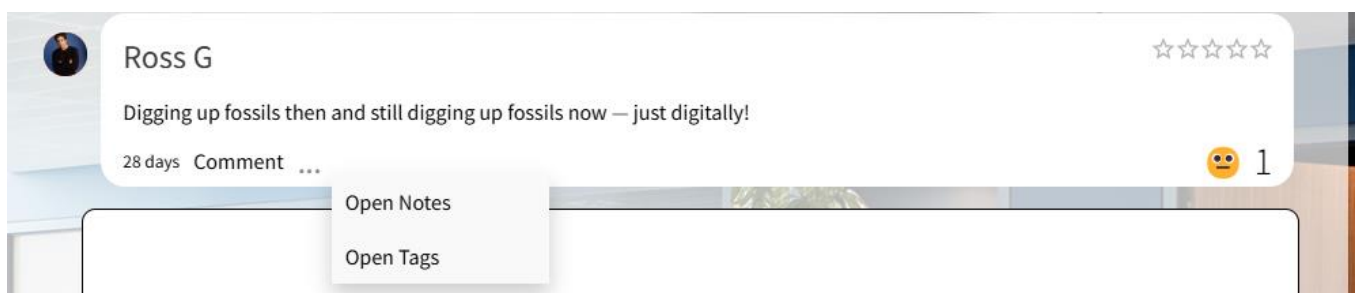 Ross G
Digging up fossils then and still digging up fossils now — just digitally!
28 days Comment ... 1
Open Notes
Open Tags